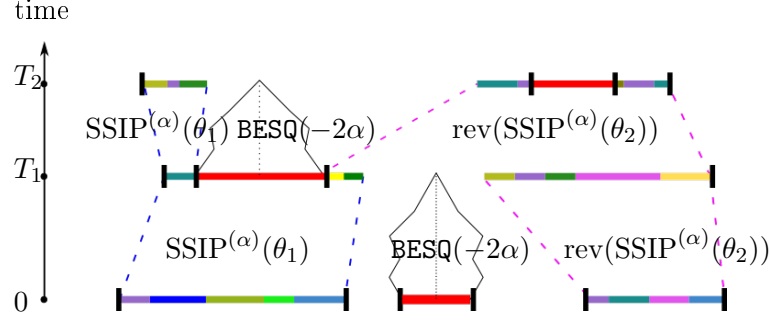 time
T₂
SSIP⁽ᵅ⁾(θ₁) BESQ(−2α) rev(SSIP⁽ᵅ⁾(θ₂))
T₁
SSIP⁽ᵅ⁾(θ₁) BESQ(−2α) rev(SSIP⁽ᵅ⁾(θ₂))
0